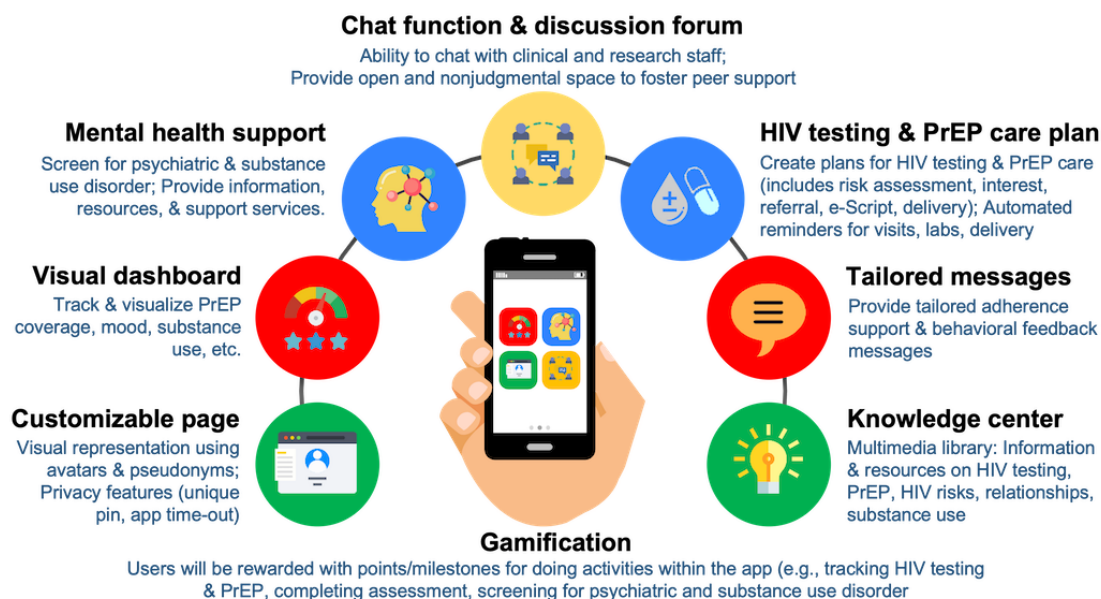 Chat function & discussion forum
Ability to chat with clinical and research staff;
Provide open and nonjudgmental space to foster peer support
Mental health support
Screen for psychiatric & substance
use disorder; Provide information,
resources, & support services.
HIV testing & PrEP care plan
Create plans for HIV testing & PrEP care
(includes risk assessment, interest,
referral, e-Script, delivery); Automated
reminders for visits, labs, delivery
Visual dashboard
Track & visualize PrEP
coverage, mood, substance
use, etc.
Tailored messages
Provide tailored adherence
support & behavioral feedback
messages
Customizable page
Visual representation using
avatars & pseudonyms;
Privacy features (unique
pin, app time-out)
Knowledge center
Multimedia library: Information
& resources on HIV testing,
PrEP, HIV risks, relationships,
substance use
Gamification
Users will be rewarded with points/milestones for doing activities within the app (e.g., tracking HIV testing
& PrEP, completing assessment, screening for psychiatric and substance use disorder